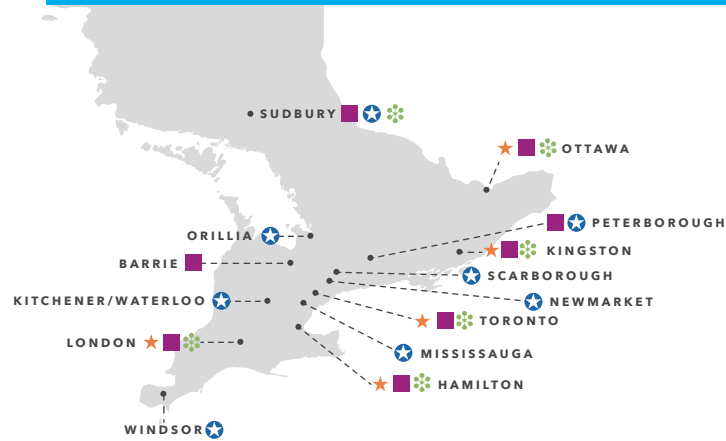 SUDBURY
OTTAWA
PETERBOROUGH
ORILLIA
KINGSTON
BARRIE
SCARBOROUGH
KITCHENER/WATERLOO
NEWMARKET
TORONTO
LONDON
MISSISSAUGA
HAMILTON
WINDSOR